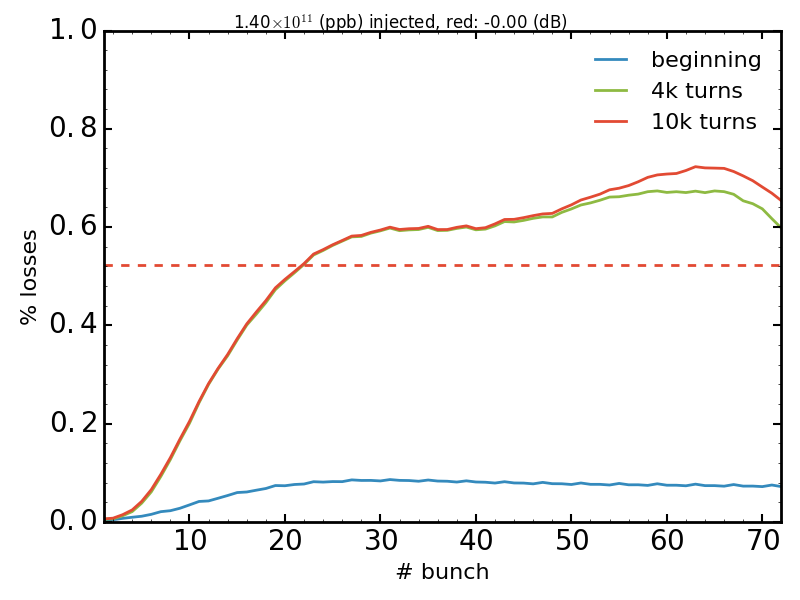 1.40×10¹¹ (ppb) injected, red: -0.00 (dB)
1.0
0.8
0.6
0.4
0.2
0.0
% losses
beginning
4k turns
10k turns
10 20 30 40 50 60 70
# bunch